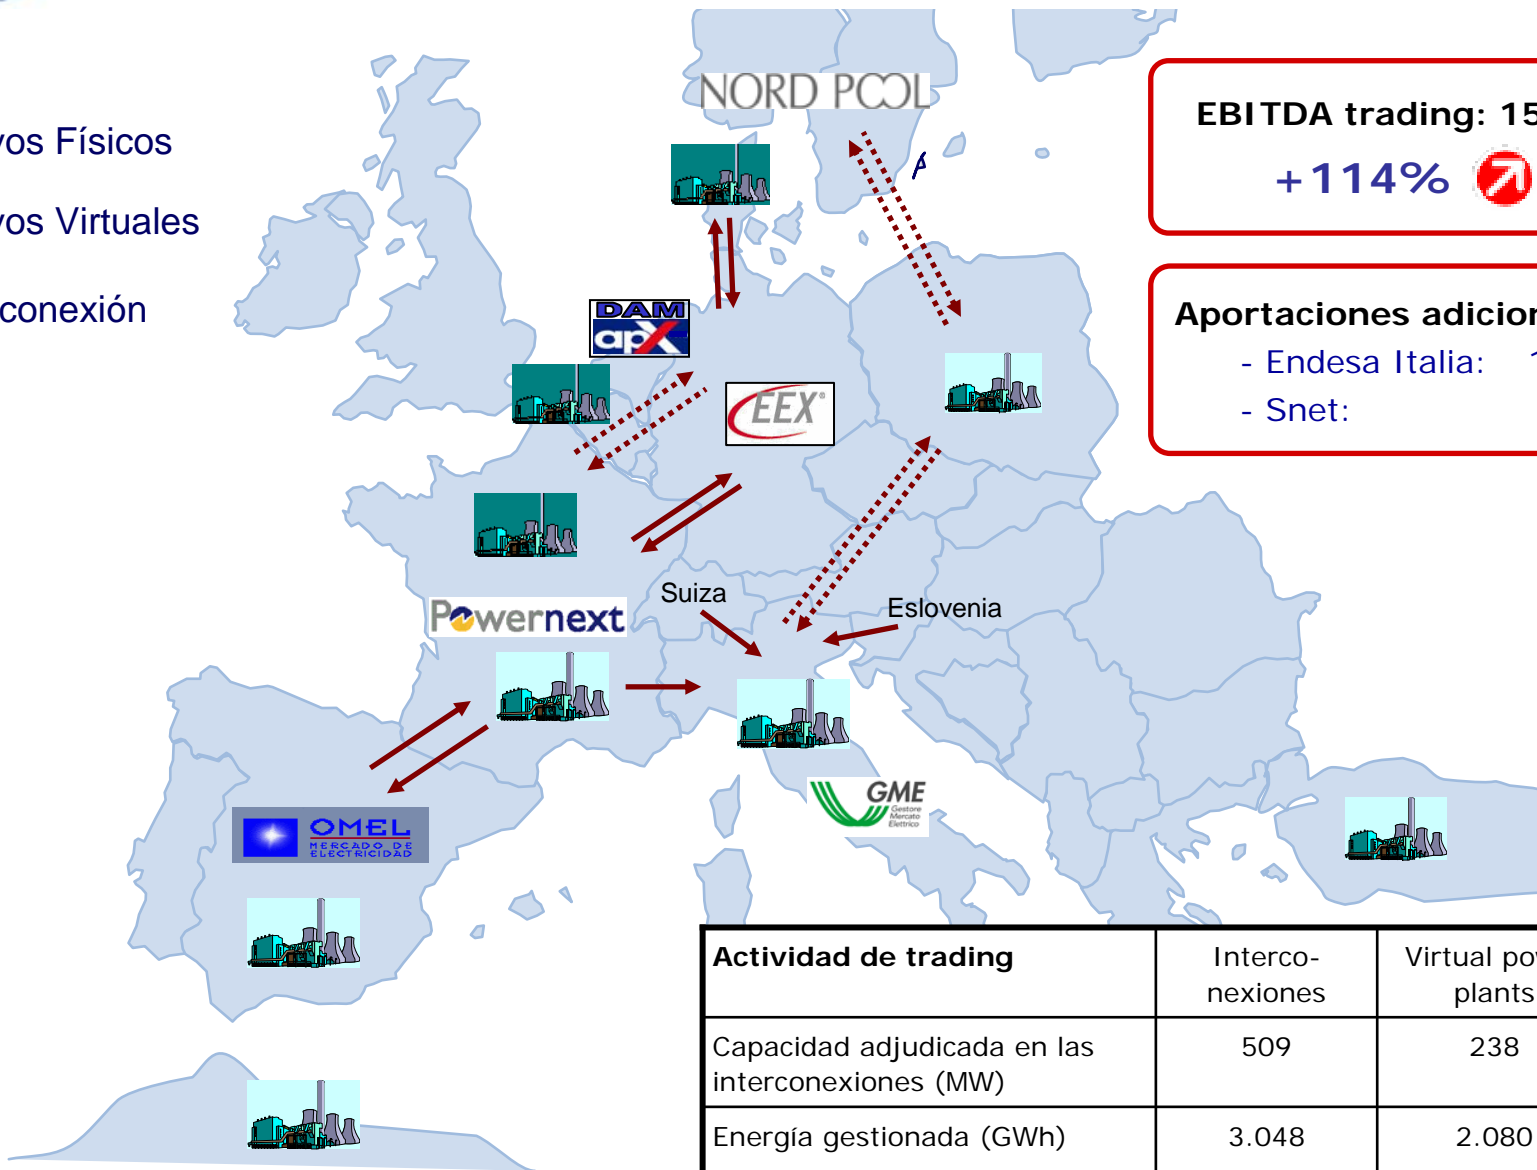 NORD POOL
vos Físicos
vos Virtuales
conexión
EBITDA trading: 15
+114%
Aportaciones adicion
- Endesa Italia: 1
- Snet:
DAM
apX
EEX
Powernext
Suiza
Eslovenia
OMEL
MERCADO DE
ELECTRICIDAD
GME
Gestore
Mercato
Elettrico
Actividad de trading
Interco-
nexiones
Virtual pow
plants
Capacidad adjudicada en las
interconexiones (MW)
509
238
Energía gestionada (GWh)
3.048
2.080